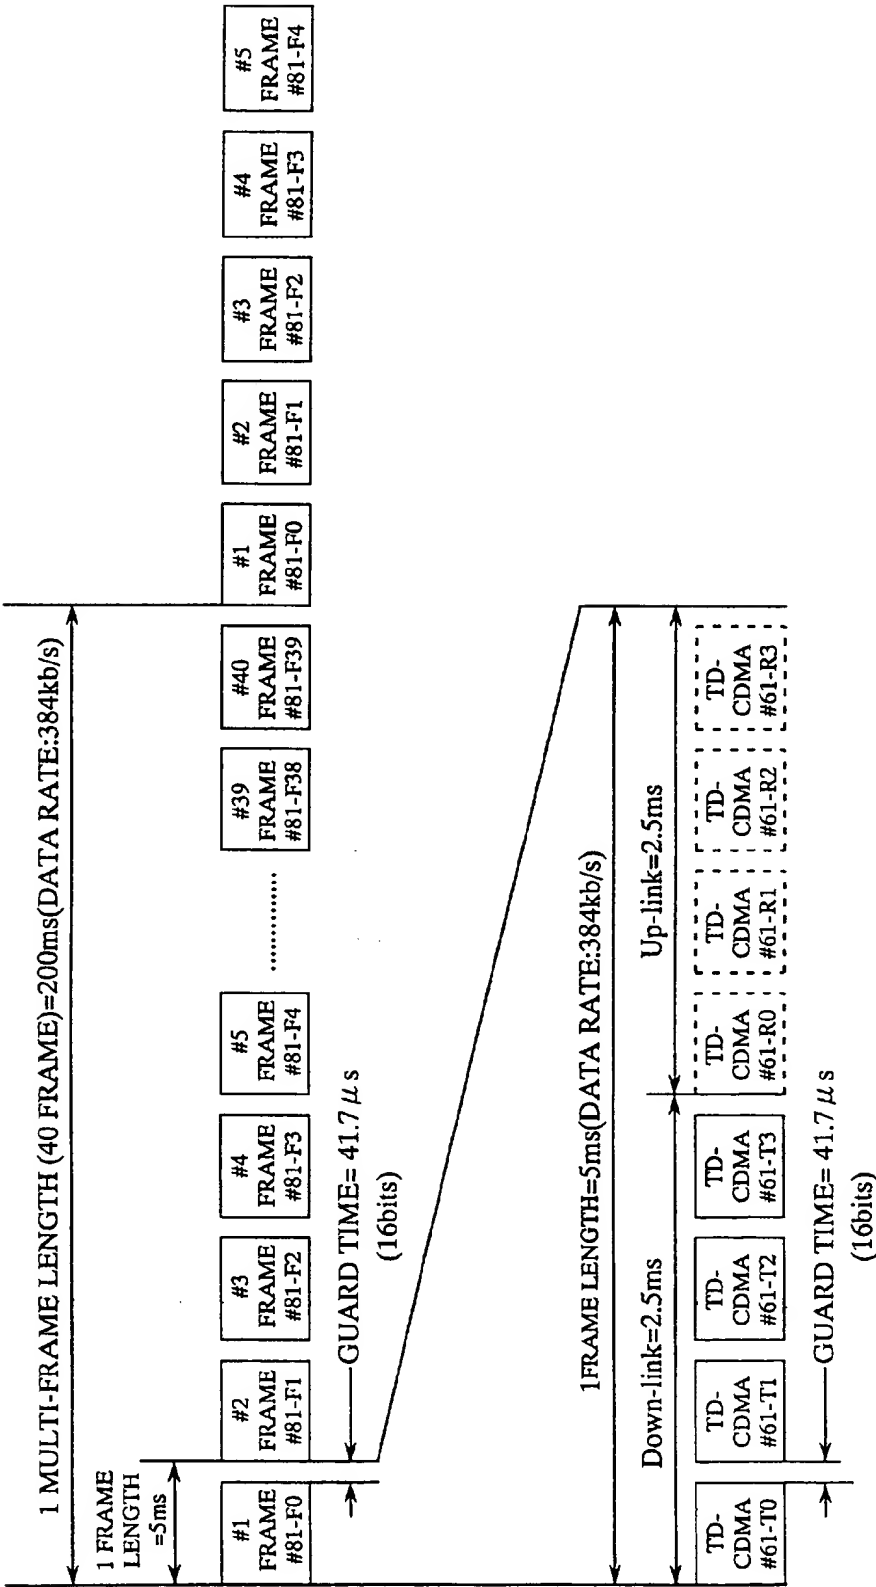 1 MULTI-FRAME LENGTH (40 FRAME)=200ms(DATA RATE:384kb/s)
1 FRAME
LENGTH
=5ms
#1
FRAME
#81-F0
#2
FRAME
#81-F1
#3
FRAME
#81-F2
#4
FRAME
#81-F3
#5
FRAME
#81-F4
..............
#39
FRAME
#81-F38
#40
FRAME
#81-F39
#1
FRAME
#81-F0
#2
FRAME
#81-F1
#3
FRAME
#81-F2
#4
FRAME
#81-F3
#5
FRAME
#81-F4
GUARD TIME= 41.7 μs
(16bits)
1FRAME LENGTH=5ms(DATA RATE:384kb/s)
Down-link=2.5ms
Up-link=2.5ms
TD-
CDMA
#61-T0
TD-
CDMA
#61-T1
TD-
CDMA
#61-T2
TD-
CDMA
#61-T3
TD-
CDMA
#61-R0
TD-
CDMA
#61-R1
TD-
CDMA
#61-R2
TD-
CDMA
#61-R3
GUARD TIME= 41.7 μs
(16bits)